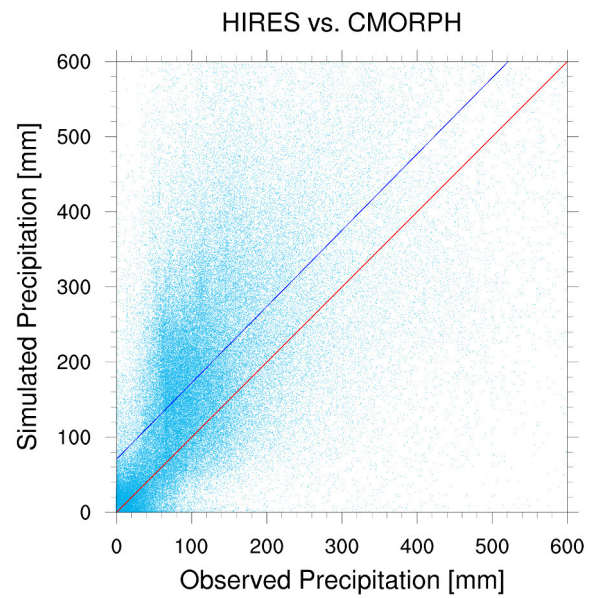 HIRES vs. CMORPH
600
500
400
300
200
100
0
Simulated Precipitation [mm]
0 100 200 300 400 500 600
Observed Precipitation [mm]